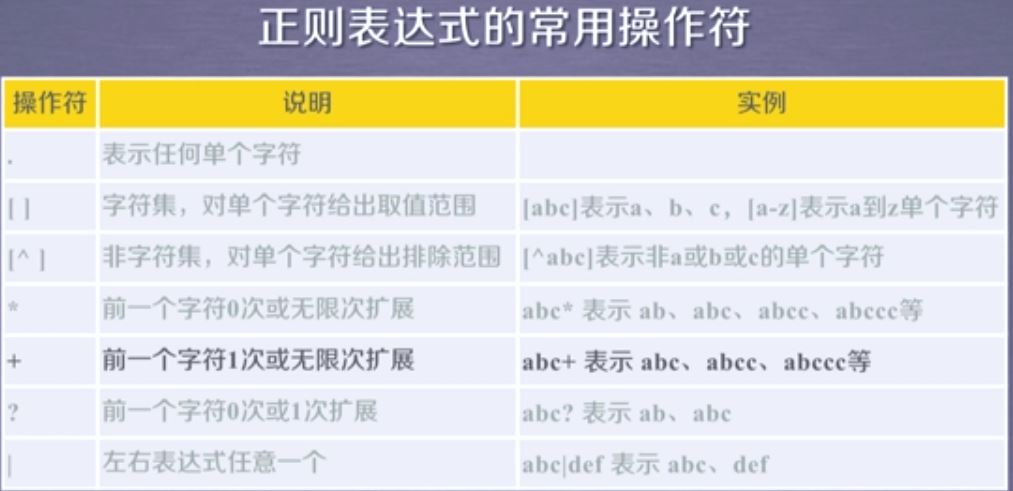 正则表达式的常用操作符
操作符 说明 实例
. 表示任何单个字符
[ ] 字符集，对单个字符给出取值范围 [abc]表示a、b、c，[a-z]表示a到z单个字符
[^ ] 非字符集，对单个字符给出排除范围 [^abc]表示非a或b或c的单个字符
* 前一个字符0次或无限次扩展 abc* 表示 ab、abc、abcc、abccc等
+ 前一个字符1次或无限次扩展 abc+ 表示 abc、abcc、abccc等
? 前一个字符0次或1次扩展 abc? 表示 ab、abc
| 左右表达式任意一个 abc|def 表示 abc、def